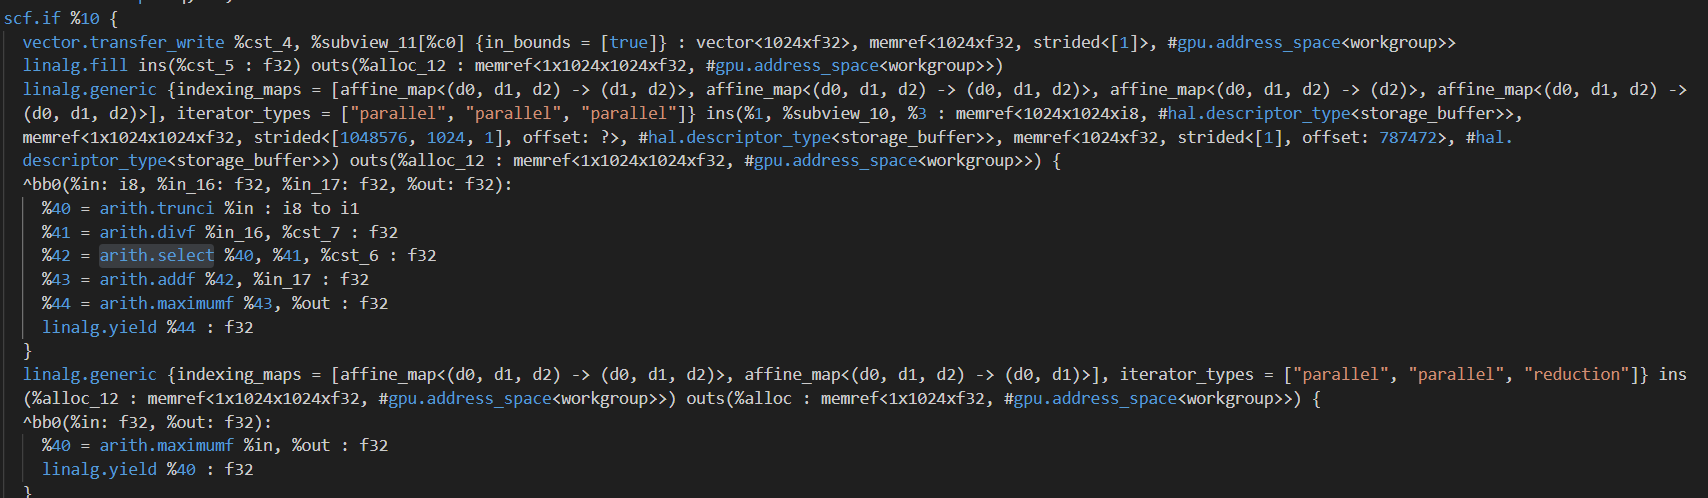 scf.if %10 {
vector.transfer_write %cst_4, %subview_11[%c0] {in_bounds = [true]} : vector<1024xf32>, memref<1024xf32, strided<[1]>, #gpu.address_space<workgroup>>
linalg.fill ins(%cst_5 : f32) outs(%alloc_12 : memref<1x1024x1024xf32, #gpu.address_space<workgroup>>)
linalg.generic {indexing_maps = [affine_map<(d0, d1, d2) -> (d1, d2)>, affine_map<(d0, d1, d2) -> (d0, d1, d2)>, affine_map<(d0, d1, d2) -> (d2)>, affine_map<(d0, d1, d2) ->
(d0, d1, d2)>], iterator_types = ["parallel", "parallel", "parallel"]} ins(%1, %subview_10, %3 : memref<1024x1024xi8, #hal.descriptor_type<storage_buffer>>,
memref<1x1024x1024xf32, strided<[1048576, 1024, 1], offset: ?>, #hal.descriptor_type<storage_buffer>>, memref<1024xf32, strided<[1], offset: 787472>, #hal.
descriptor_type<storage_buffer>>) outs(%alloc_12 : memref<1x1024x1024xf32, #gpu.address_space<workgroup>>) {
^bb0(%in: i8, %in_16: f32, %in_17: f32, %out: f32):
%40 = arith.trunci %in : i8 to i1
%41 = arith.divf %in_16, %cst_7 : f32
%42 = arith.select %40, %41, %cst_6 : f32
%43 = arith.addf %42, %in_17 : f32
%44 = arith.maximumf %43, %out : f32
linalg.yield %44 : f32
}
linalg.generic {indexing_maps = [affine_map<(d0, d1, d2) -> (d0, d1, d2)>, affine_map<(d0, d1, d2) -> (d0, d1)>], iterator_types = ["parallel", "parallel", "reduction"]} ins
(%alloc_12 : memref<1x1024x1024xf32, #gpu.address_space<workgroup>>) outs(%alloc : memref<1x1024xf32, #gpu.address_space<workgroup>>) {
^bb0(%in: f32, %out: f32):
%40 = arith.maximumf %in, %out : f32
linalg.yield %40 : f32
}